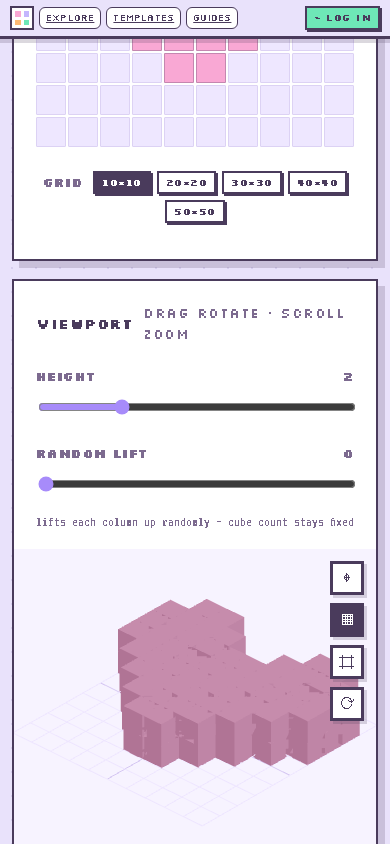 EXPLORE TEMPLATES GUIDES ~ LOG IN
GRID 10×10 20×20 30×30 40×40
50×50
VIEWPORT DRAG ROTATE · SCROLL
ZOOM
HEIGHT 2
RANDOM LIFT 0
lifts each column up randomly – cube count stays fixed